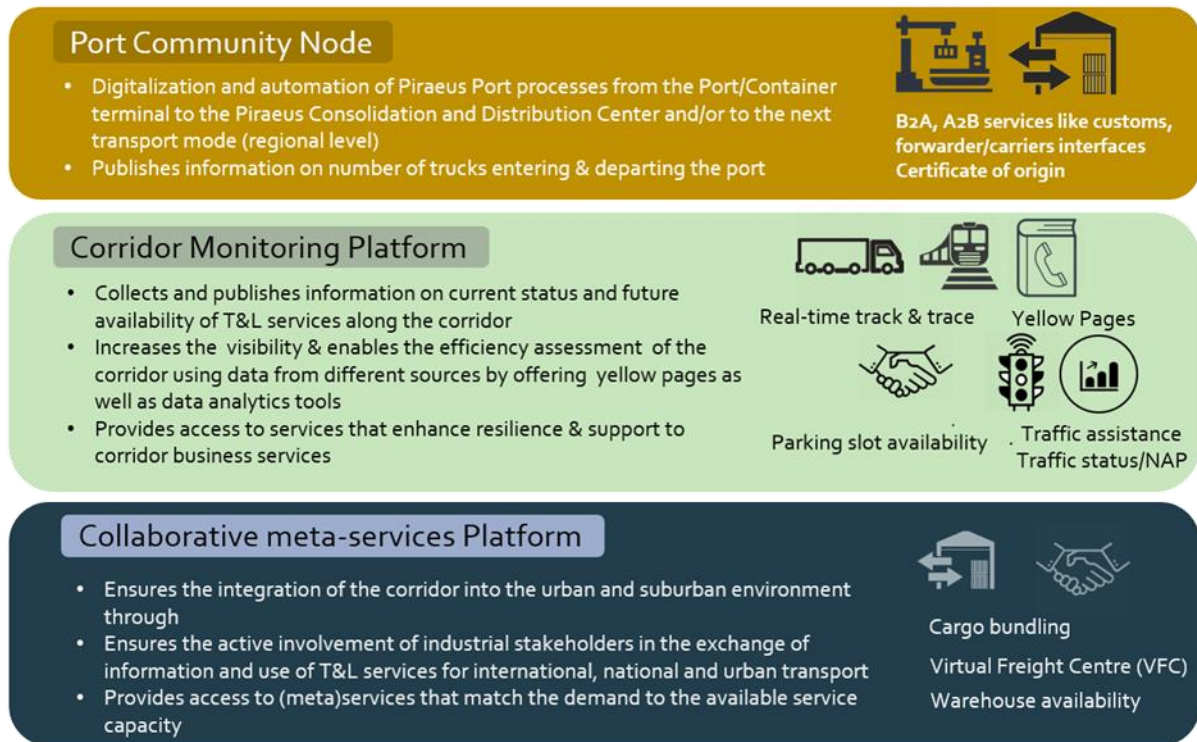 Port Community Node
• Digitalization and automation of Piraeus Port processes from the Port/Container
terminal to the Piraeus Consolidation and Distribution Center and/or to the next
transport mode (regional level)
• Publishes information on number of trucks entering & departing the port
B2A, A2B services like customs,
forwarder/carriers interfaces
Certificate of origin
Corridor Monitoring Platform
• Collects and publishes information on current status and future
availability of T&L services along the corridor
• Increases the visibility & enables the efficiency assessment of the
corridor using data from different sources by offering yellow pages as
well as data analytics tools
• Provides access to services that enhance resilience & support to
corridor business services
Real-time track & trace
Yellow Pages
Parking slot availability
. Traffic assistance
Traffic status/NAP
Collaborative meta-services Platform
• Ensures the integration of the corridor into the urban and suburban environment
through
• Ensures the active involvement of industrial stakeholders in the exchange of
information and use of T&L services for international, national and urban transport
• Provides access to (meta)services that match the demand to the available service
capacity
Cargo bundling
Virtual Freight Centre (VFC)
Warehouse availability